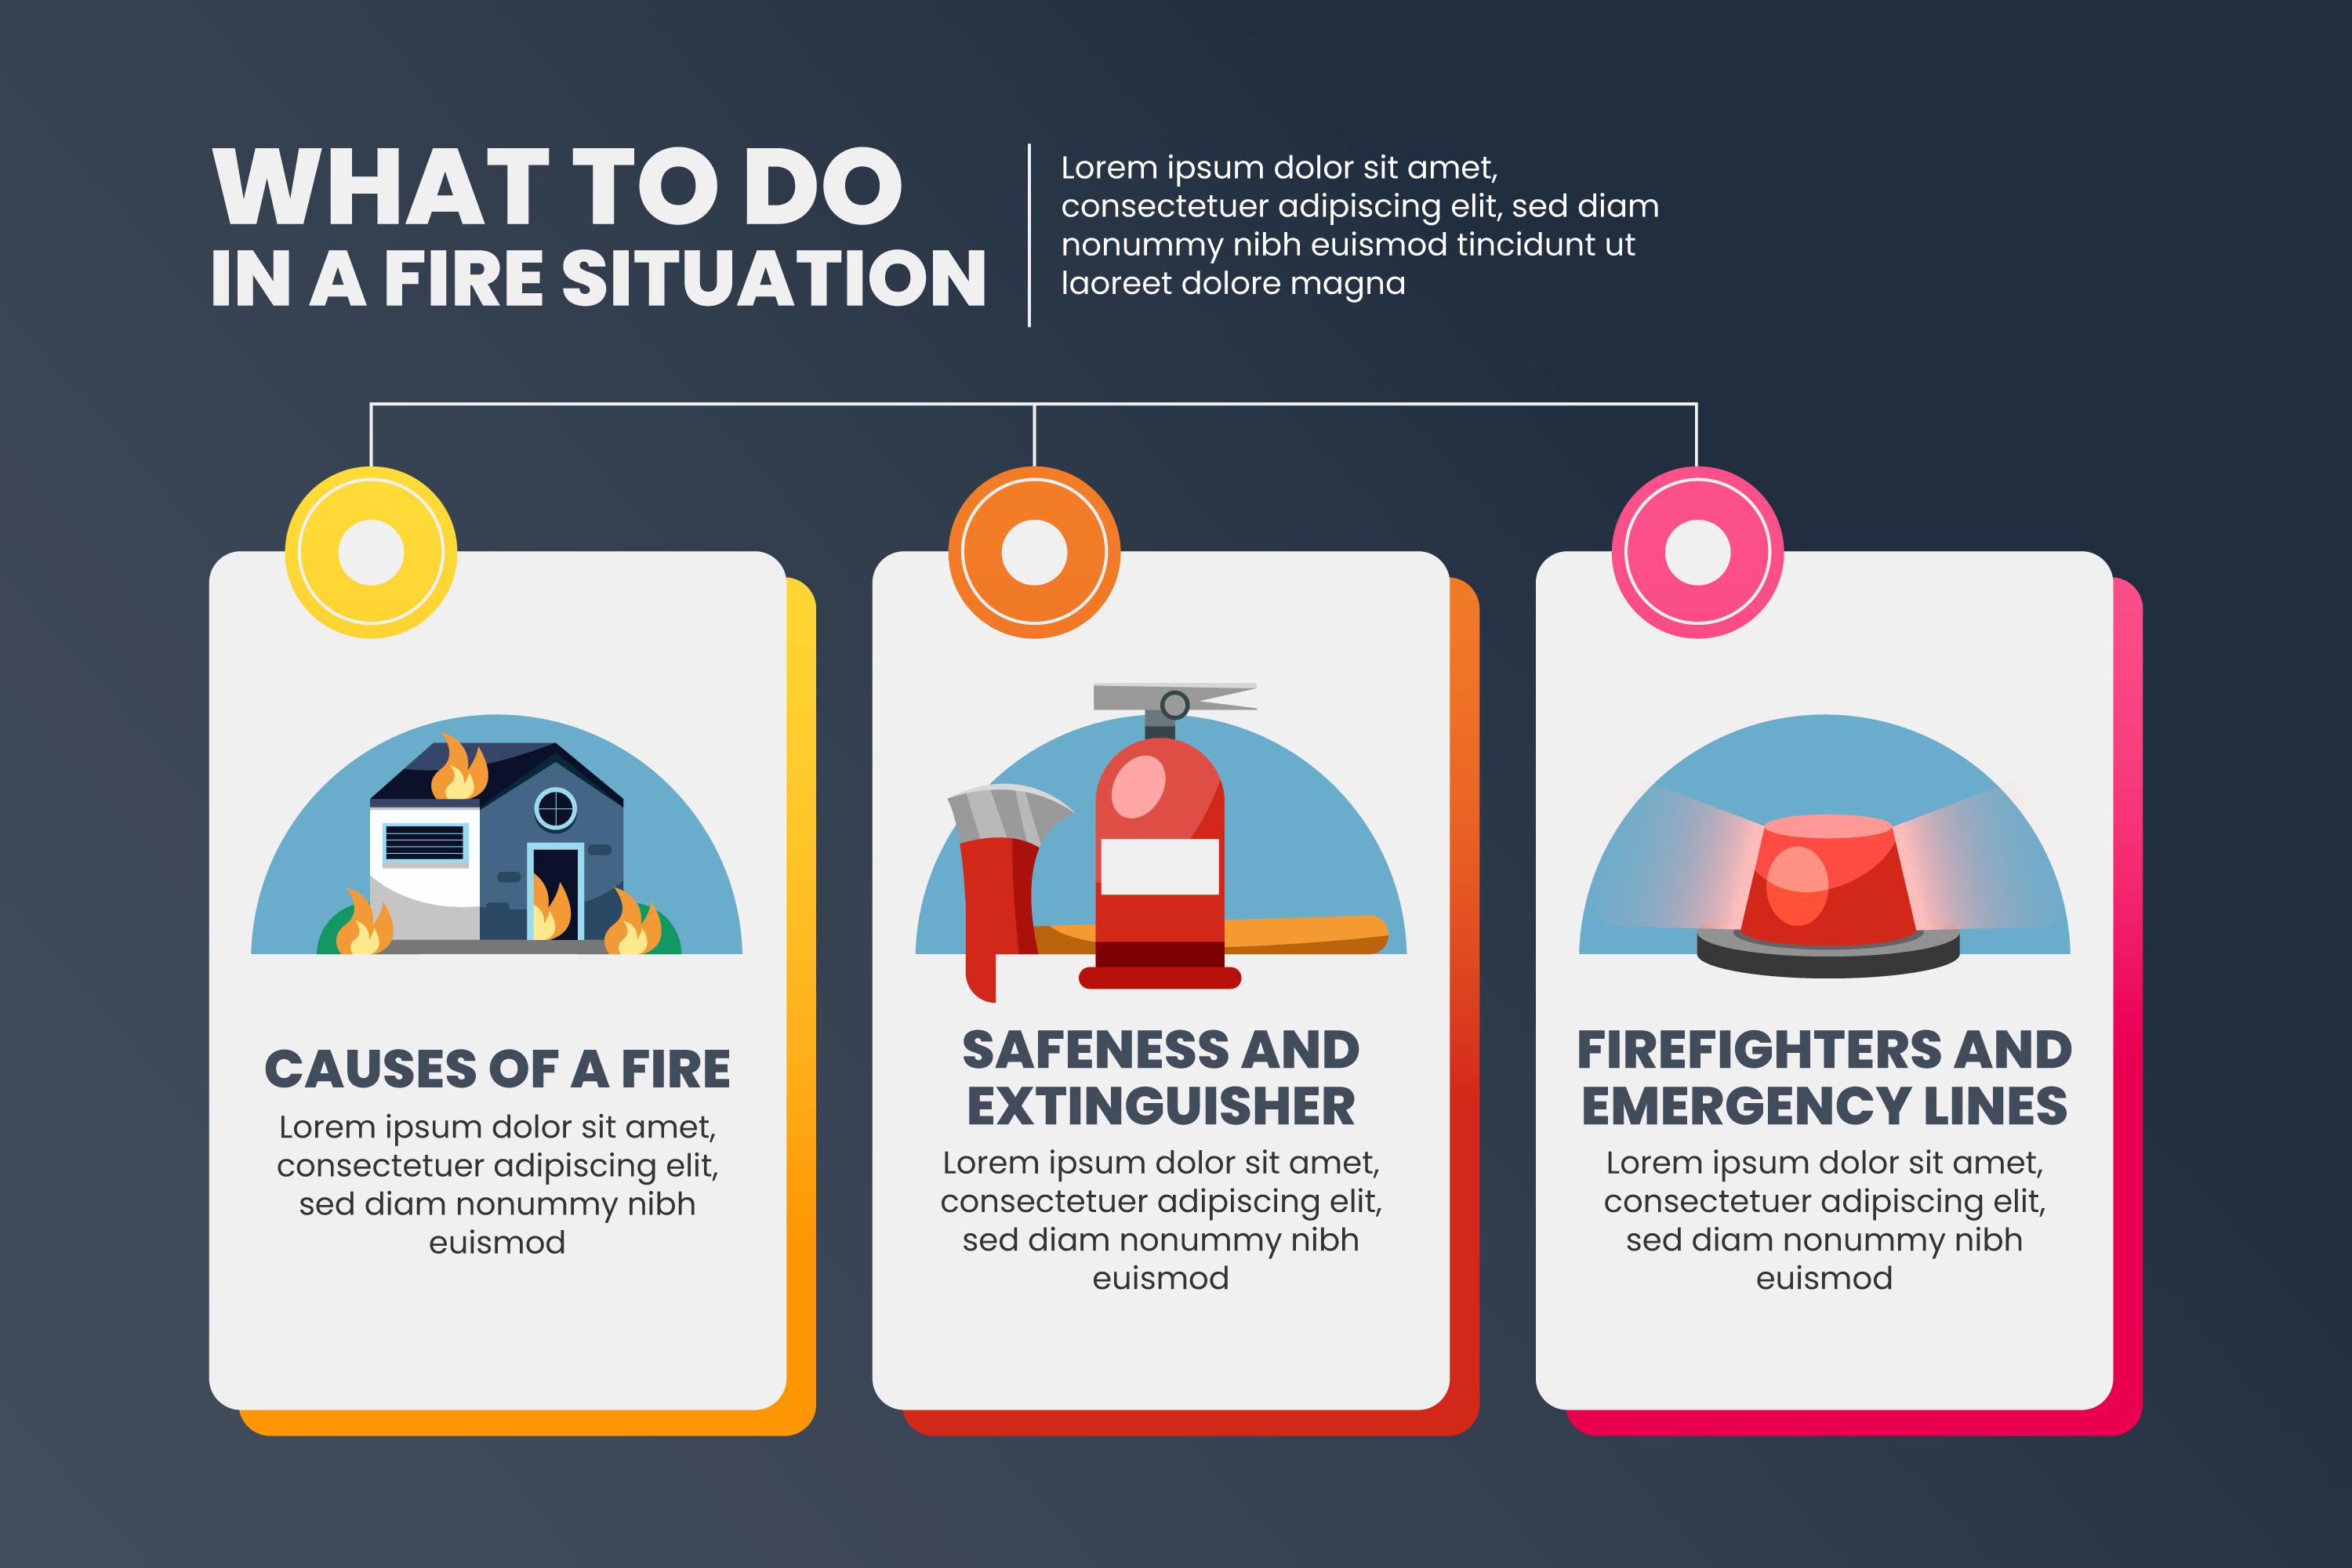 WHAT TO DO
IN A FIRE SITUATION
Lorem ipsum dolor sit amet,
consectetuer adipiscing elit, sed diam
nonummy nibh euismod tincidunt ut
laoreet dolore magna
CAUSES OF A FIRE
Lorem ipsum dolor sit amet,
consectetuer adipiscing elit,
sed diam nonummy nibh
euismod
SAFENESS AND
EXTINGUISHER
Lorem ipsum dolor sit amet,
consectetuer adipiscing elit,
sed diam nonummy nibh
euismod
FIREFIGHTERS AND
EMERGENCY LINES
Lorem ipsum dolor sit amet,
consectetuer adipiscing elit,
sed diam nonummy nibh
euismod